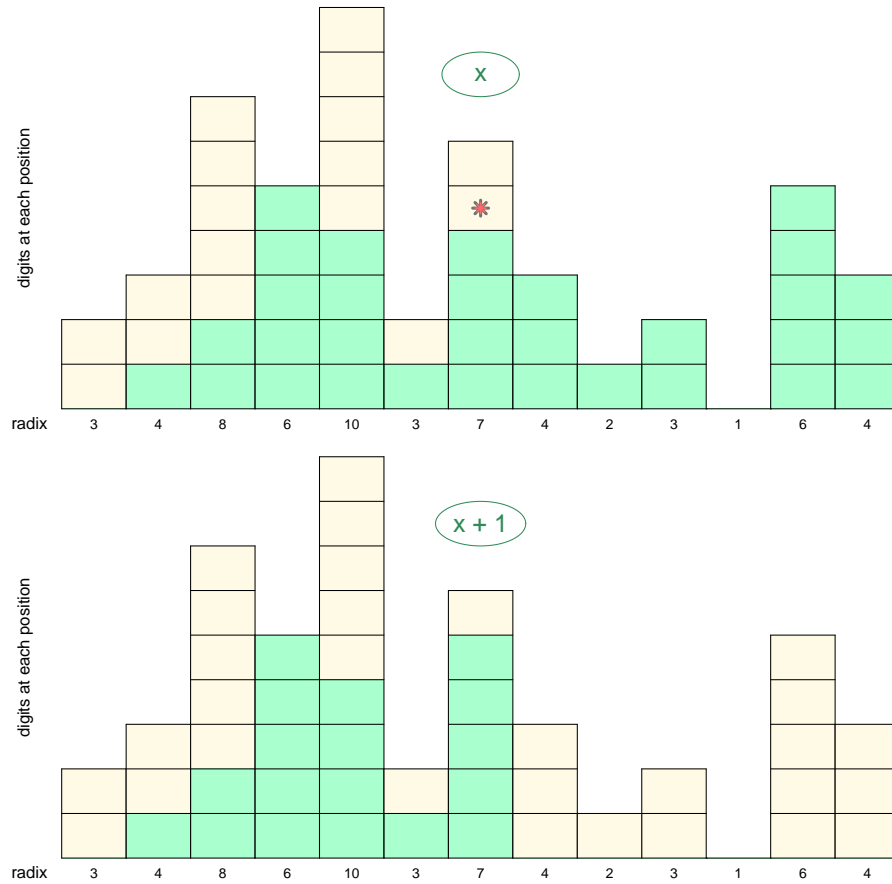 x
digits at each position
radix 3 4 8 6 10 3 7 4 2 3 1 6 4
x + 1
digits at each position
radix 3 4 8 6 10 3 7 4 2 3 1 6 4